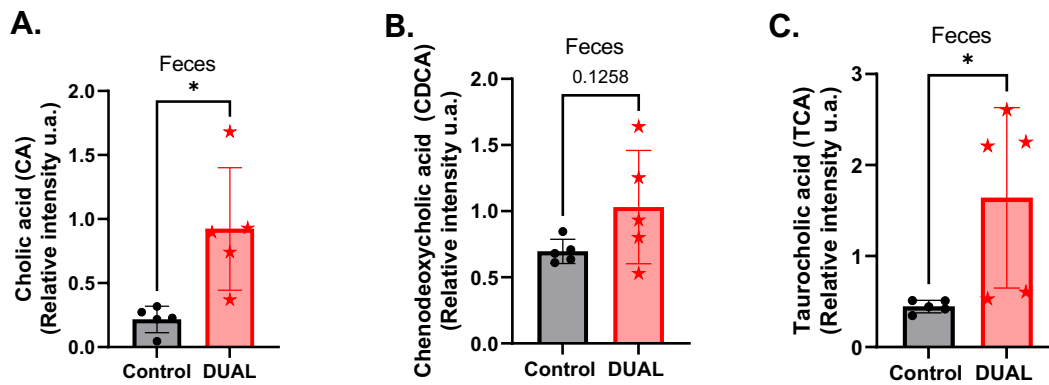 A.
Feces
*
Cholic acid (CA)
(Relative intensity u.a.)
2.0
1.5
1.0
0.5
0.0
Control DUAL
B.
Feces
0.1258
Chenodeoxycholic acid (CDCA)
(Relative intensity u.a.)
2.0
1.5
1.0
0.5
0.0
Control DUAL
C.
Feces
*
Taurocholic acid (TCA)
(Relative intensity u.a.)
3
2
1
0
Control DUAL